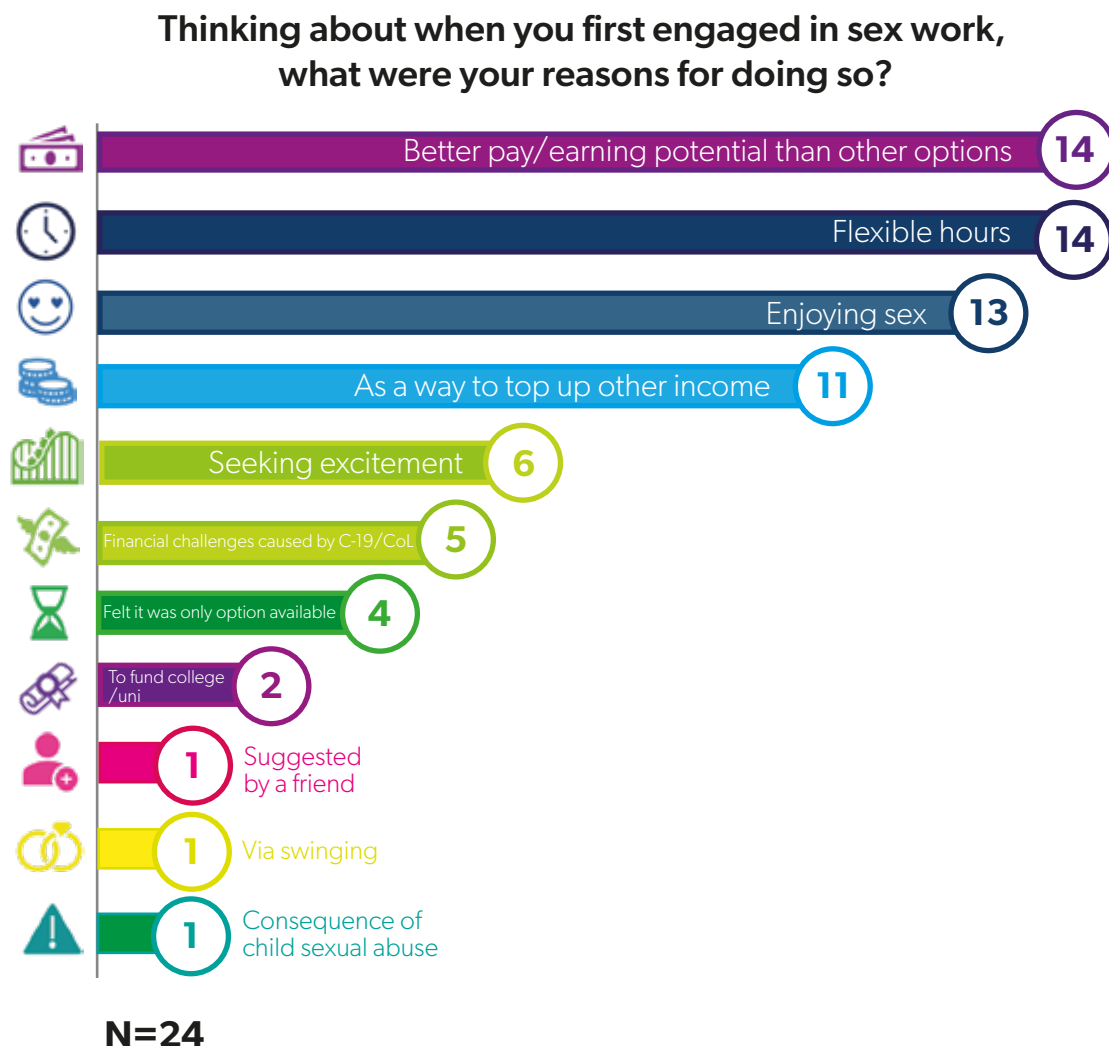 Thinking about when you first engaged in sex work,
what were your reasons for doing so?
Better pay/earning potential than other options
14
Flexible hours
14
Enjoying sex
13
As a way to top up other income
11
Seeking excitement
6
Financial challenges caused by C-19/CoL
5
Felt it was only option available
4
To fund college
/uni
2
1
Suggested
by a friend
1
Via swinging
1
Consequence of
child sexual abuse
N=24